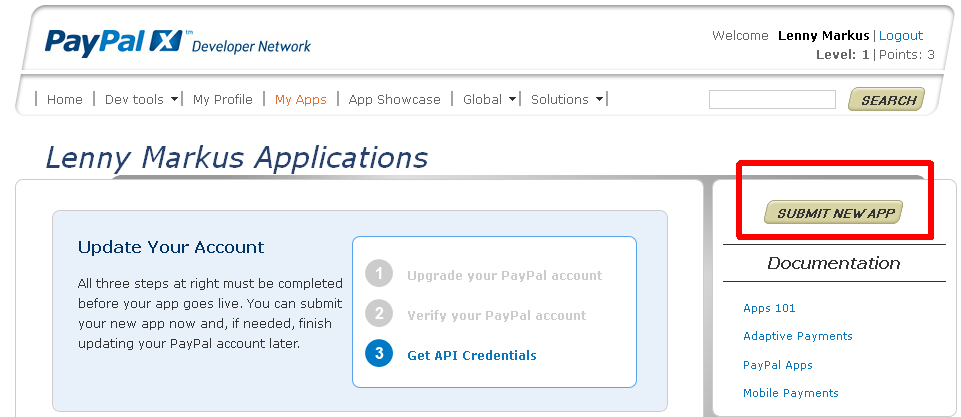 PayPal X™ Developer Network
Welcome Lenny Markus | Logout
Level: 1 | Points: 3
Home | Dev tools | My Profile | My Apps | App Showcase | Global | Solutions
SEARCH
Lenny Markus Applications
SUBMIT NEW APP
Update Your Account
All three steps at right must be completed
before your app goes live. You can submit
your new app now and, if needed, finish
updating your PayPal account later.
1 Upgrade your PayPal account
2 Verify your PayPal account
3 Get API Credentials
Documentation
Apps 101
Adaptive Payments
PayPal Apps
Mobile Payments